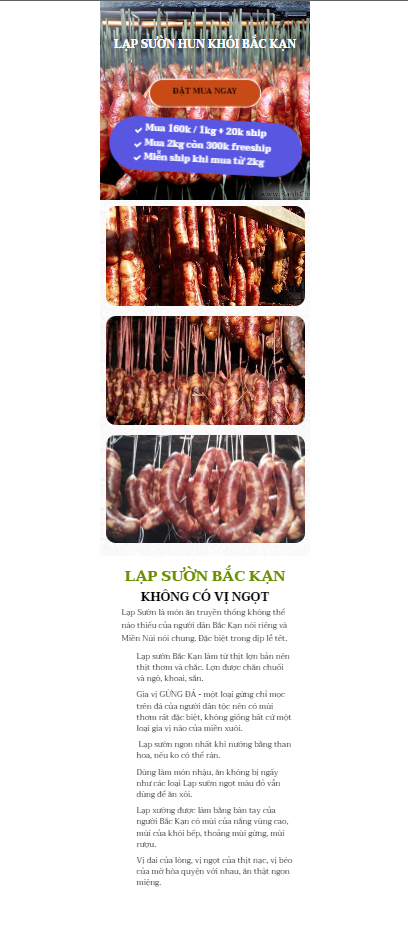 LẠP SƯỜN HUN KHÓI BẮC KẠN
ĐẶT MUA NGAY
Mua 160k / 1kg + 20k ship
Mua 2kg còn 300k freeship
Miễn ship khi mua từ 2kg
LẠP SƯỜN BẮC KẠN
KHÔNG CÓ VỊ NGỌT
Lạp Sườn là món ăn truyền thống không thể
nào thiếu của người dân Bắc Kạn nói riêng và
Miền Núi nói chung. Đặc biệt trong dịp lễ tết.
Lạp sườn Bắc Kạn làm từ thịt lợn bản nên
thịt thơm và chắc. Lợn được chăn chuối
và ngô, khoai, sắn.
Gia vị GỪNG ĐÁ - một loại gừng chỉ mọc
trên đá của người dân tộc nên có mùi
thơm rất đặc biệt, không giống bất cứ một
loại gia vị nào của miền xuôi.
Lạp sườn ngon nhất khi nướng bằng than
hoa, nếu ko có thể rán.
Dùng làm món nhậu, ăn không bị ngấy
như các loại Lạp sườn ngọt màu đỏ vẫn
dùng để ăn xôi.
Lạp xường được làm bằng bàn tay của
người Bắc Kạn có mùi của nắng vùng cao,
mùi của khói bếp, thoảng mùi gừng, mùi
rượu.
Vị dai của lòng, vị ngọt của thịt nạc, vị béo
của mỡ hòa quyện với nhau, ăn thật ngon
miệng.